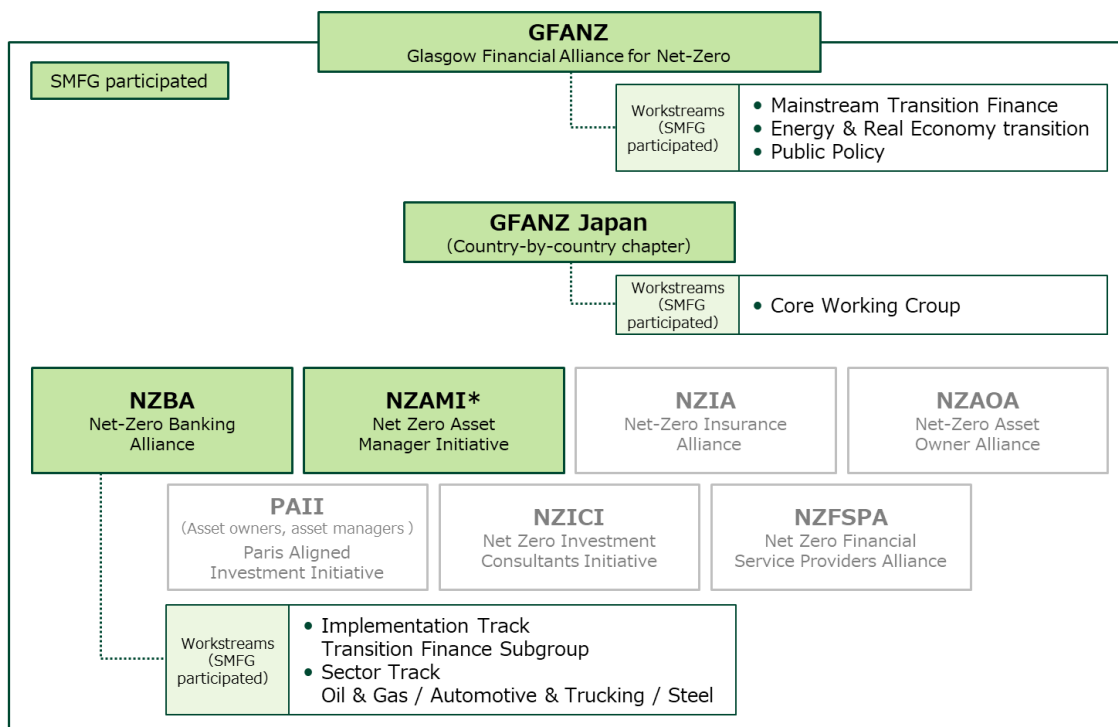 GFANZ
Glasgow Financial Alliance for Net-Zero
SMFG participated
Workstreams
(SMFG
participated)
• Mainstream Transition Finance
• Energy & Real Economy transition
• Public Policy
GFANZ Japan
(Country-by-country chapter)
Workstreams
(SMFG
participated)
• Core Working Croup
NZBA
Net-Zero Banking
Alliance
NZAMI*
Net Zero Asset
Manager Initiative
NZIA
Net-Zero Insurance
Alliance
NZAOA
Net-Zero Asset
Owner Alliance
PAII
(Asset owners, asset managers )
Paris Aligned
Investment Initiative
NZICI
Net Zero Investment
Consultants Initiative
NZFSPA
Net Zero Financial
Service Providers Alliance
Workstreams
(SMFG
participated)
• Implementation Track
Transition Finance Subgroup
• Sector Track
Oil & Gas / Automotive & Trucking / Steel